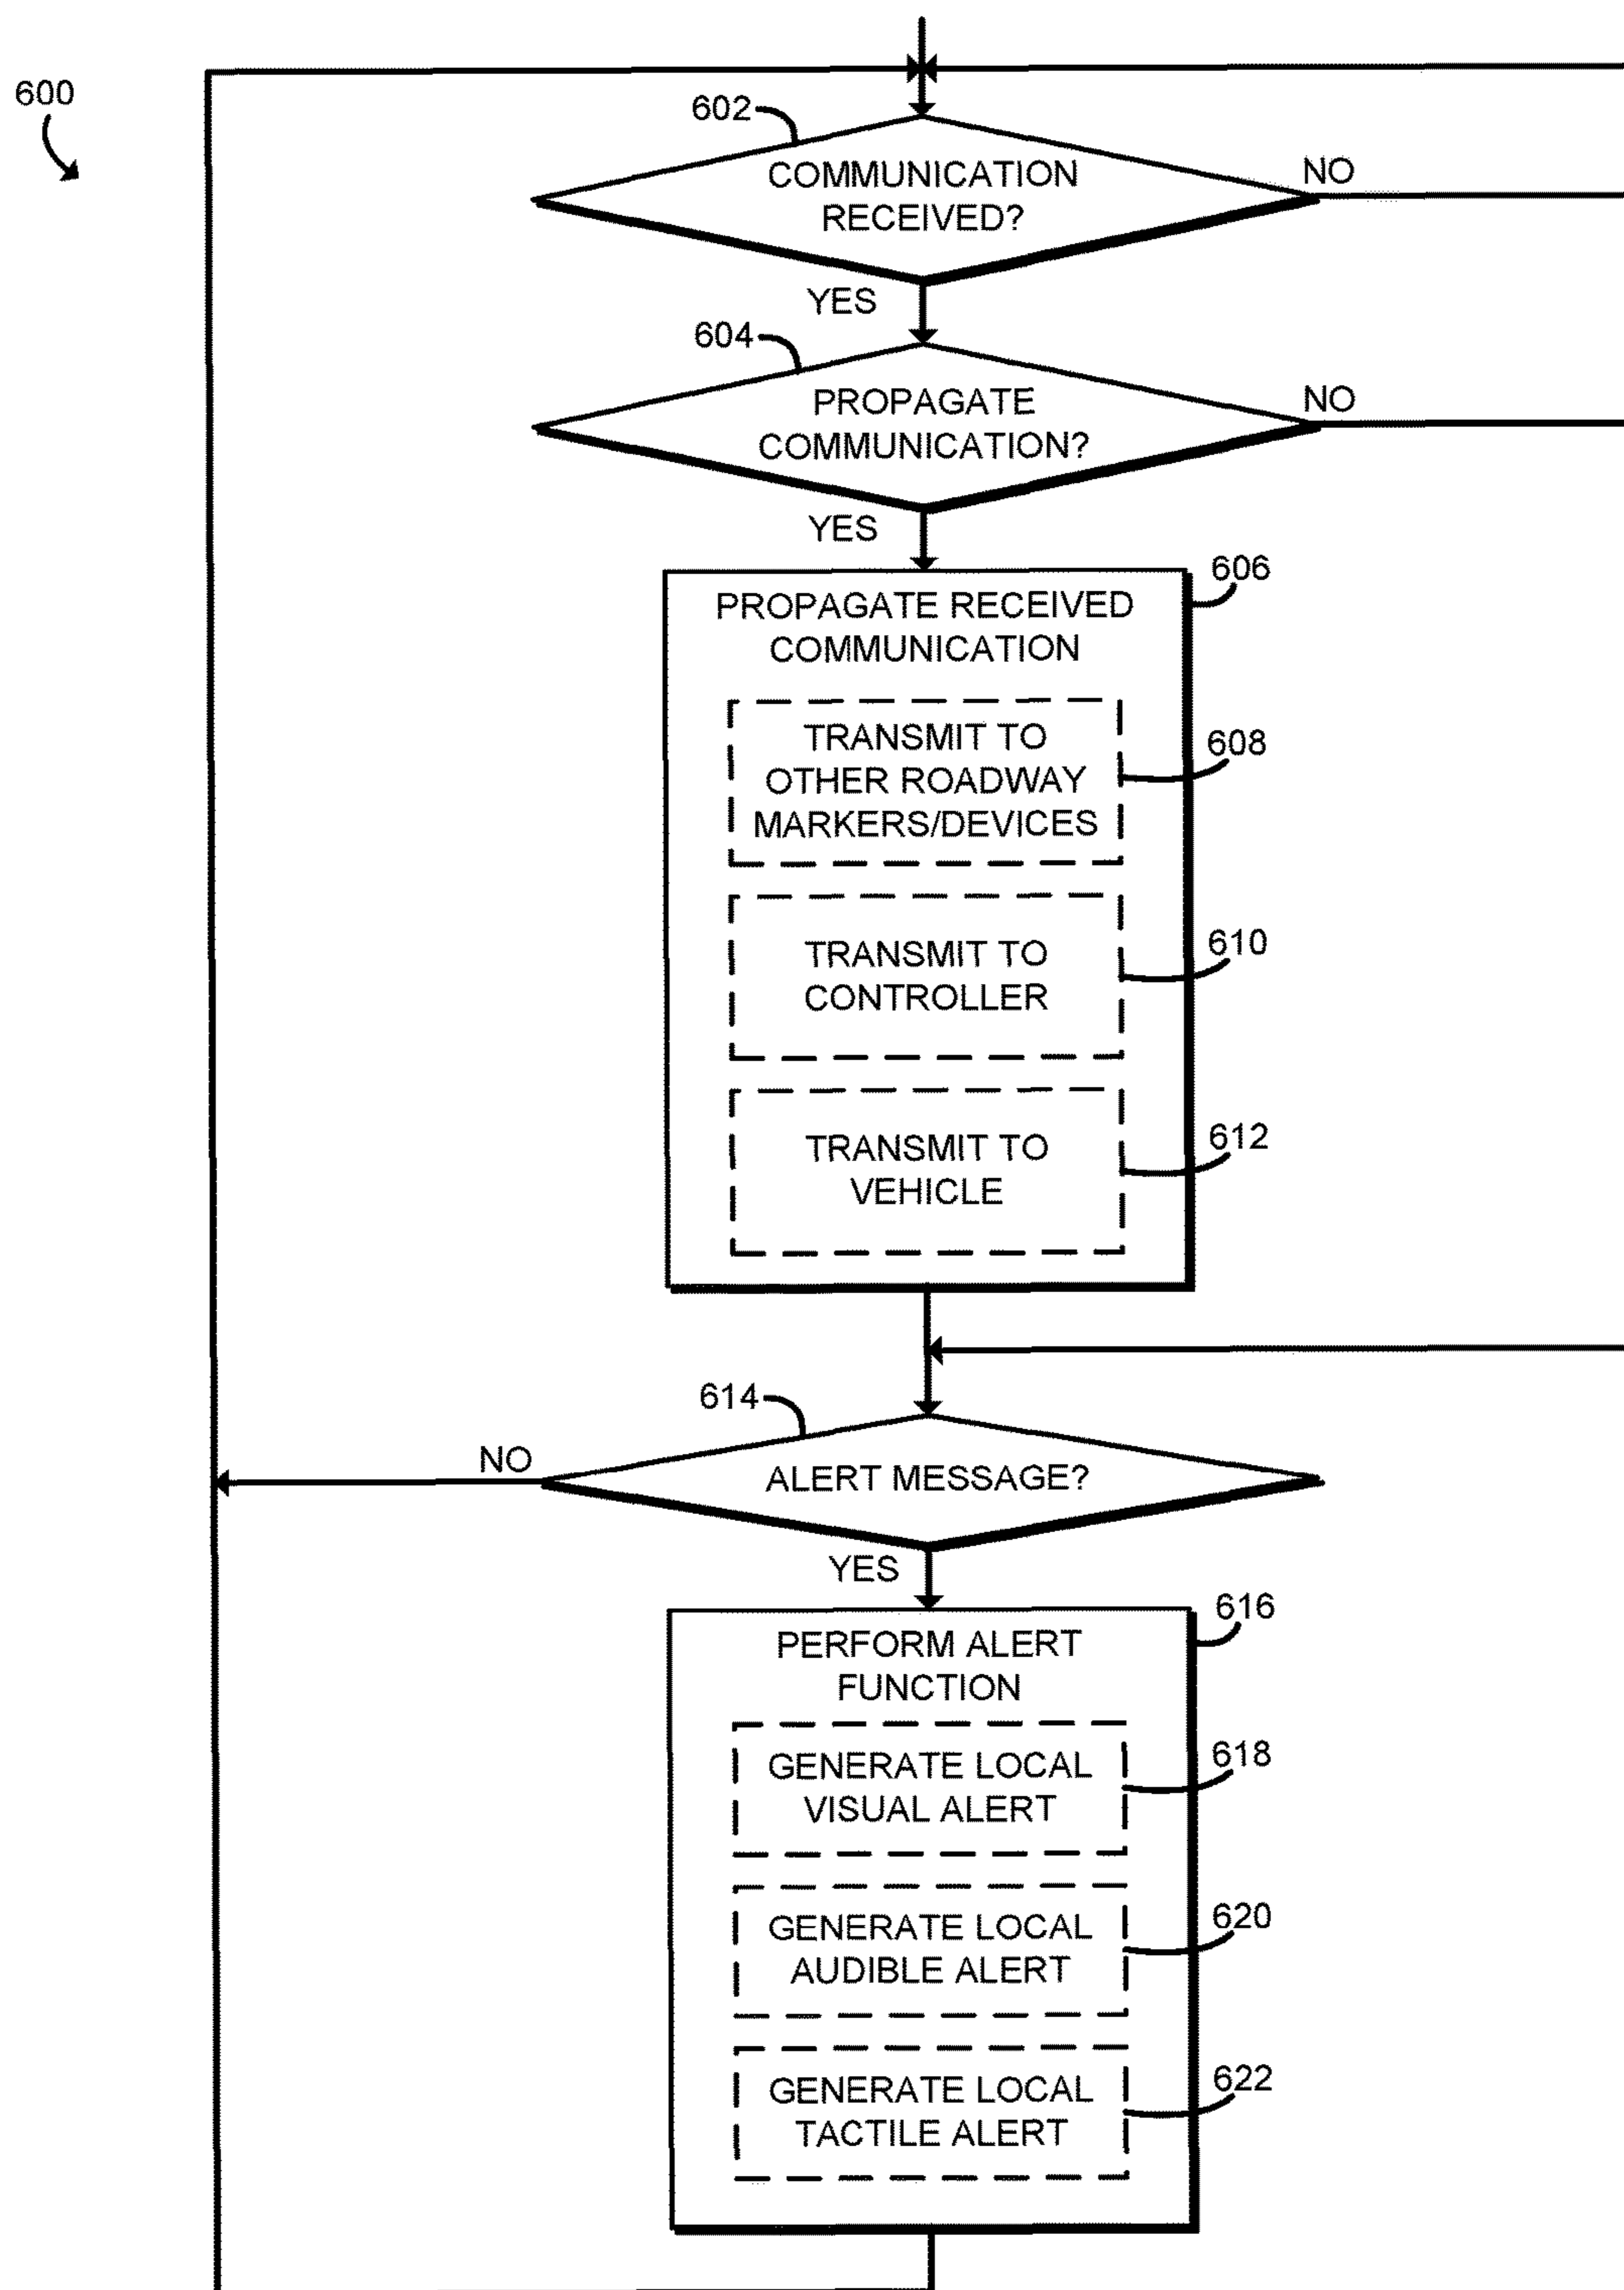 600
602
COMMUNICATION
RECEIVED?
NO
YES
604
PROPAGATE
COMMUNICATION?
NO
YES
606
PROPAGATE RECEIVED
COMMUNICATION
TRANSMIT TO
OTHER ROADWAY
MARKERS/DEVICES
608
TRANSMIT TO
CONTROLLER
610
TRANSMIT TO
VEHICLE
612
614
NO
ALERT MESSAGE?
YES
616
PERFORM ALERT
FUNCTION
GENERATE LOCAL
VISUAL ALERT
618
GENERATE LOCAL
AUDIBLE ALERT
620
GENERATE LOCAL
TACTILE ALERT
622